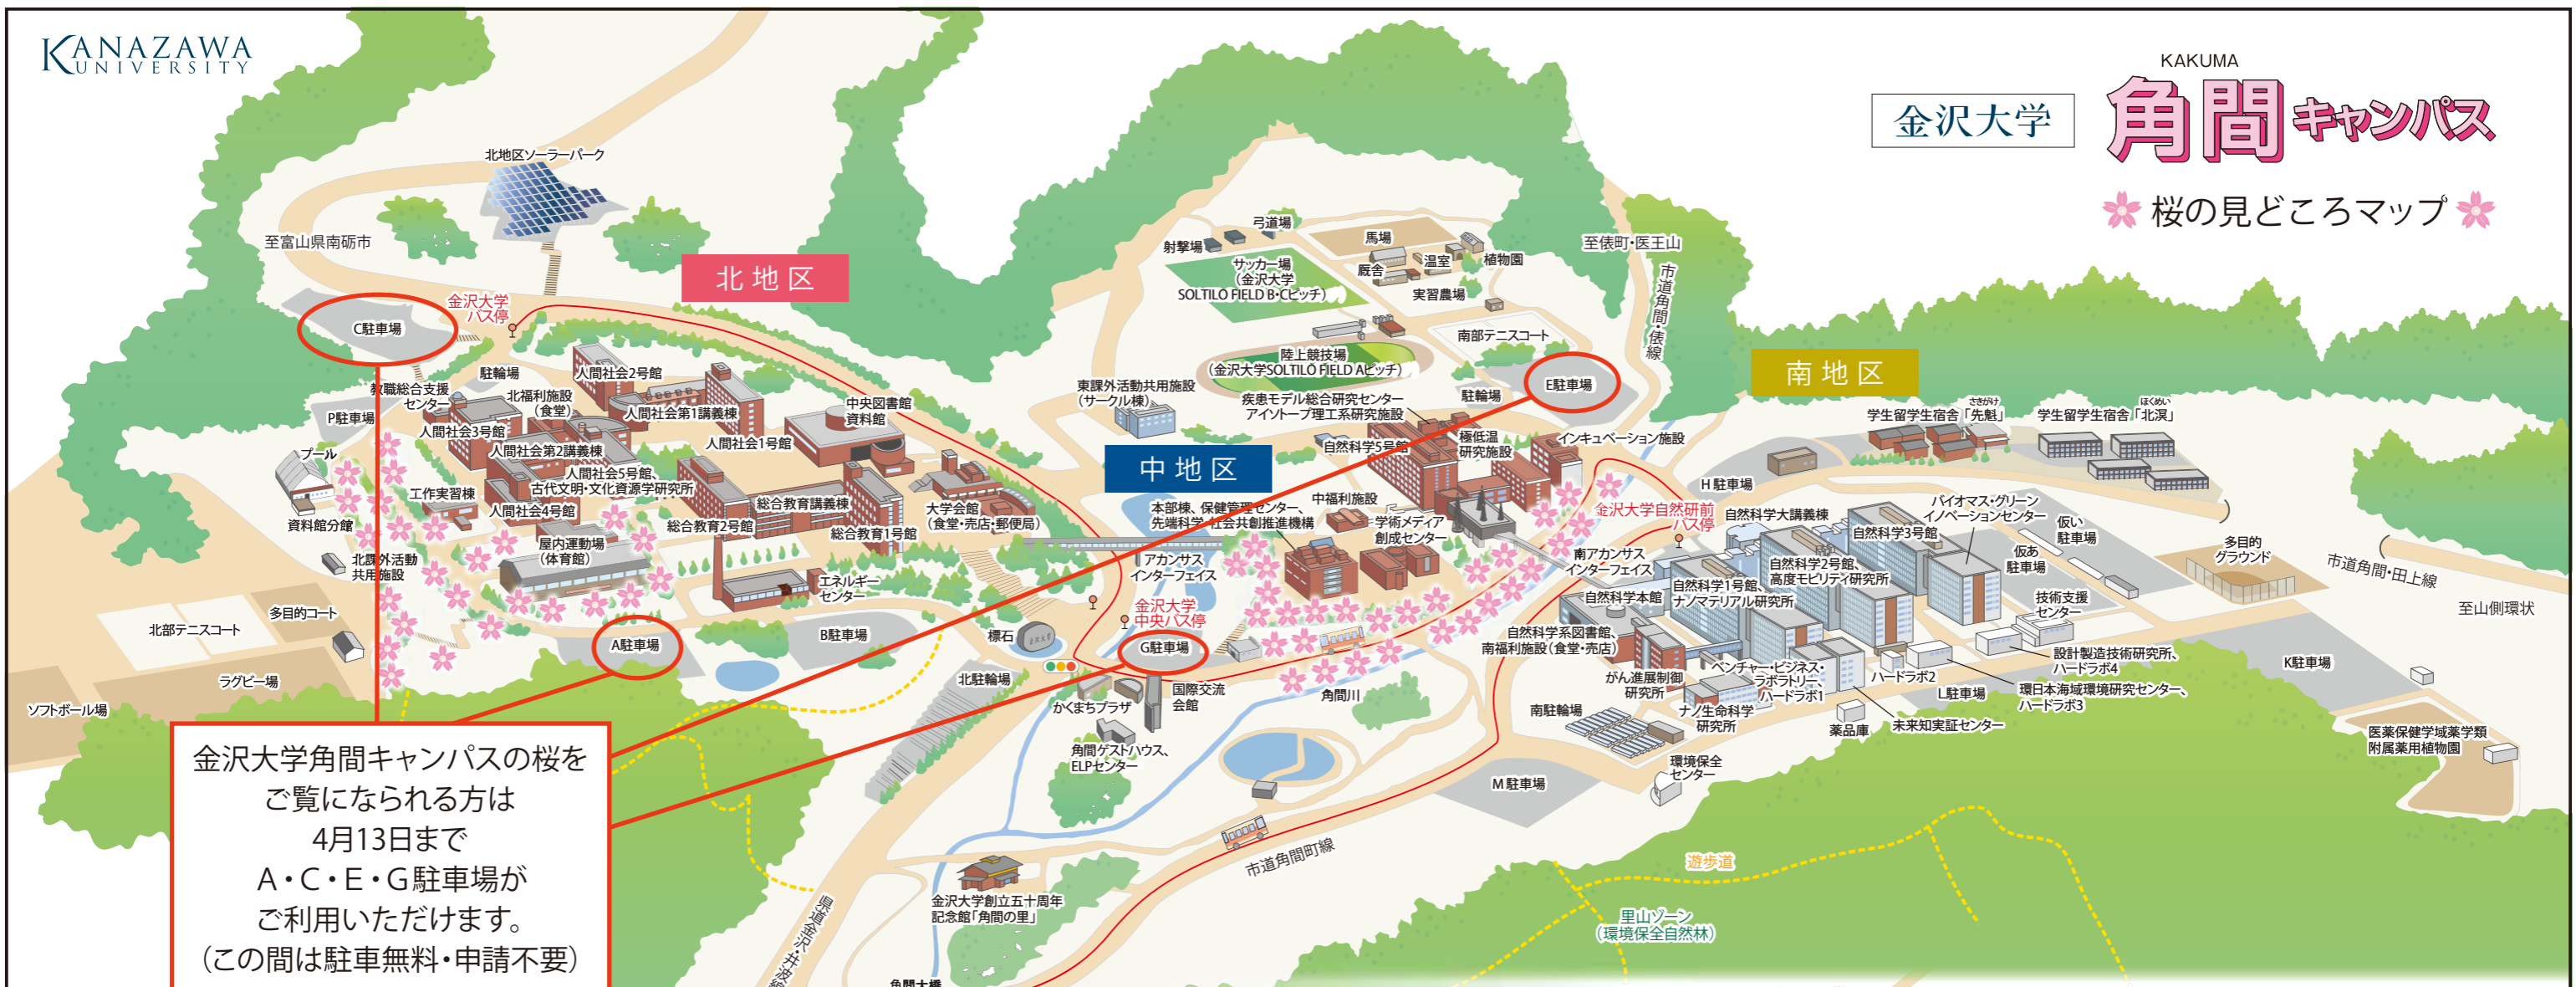 KANAZAWA
UNIVERSITY
KAKUMA
金沢大学
角間キャンパス
桜の見どころマップ
北地区ソーラーパーク
至富山県南砺市
北地区
C駐車場
金沢大学
バス停
教職総合支援
センター
駐輪場
人間社会2号館
北福利施設
(食堂)
人間社会第1講義棟
中央図書館
資料館
P駐車場
人間社会3号館
人間社会1号館
プール
人間社会第2講義棟
人間社会5号館、
古代文明・文化資源学研究所
工作実習棟
人間社会4号館
総合教育講義棟
総合教育2号館
総合教育1号館
大学会館
(食堂・売店・郵便局)
資料館分館
屋内運動場
(体育館)
北課外活動
共用施設
エネルギー
センター
多目的コート
北部テニスコート
A駐車場
B駐車場
標石
金沢大学
ラグビー場
ソフトボール場
北駐輪場
弓道場
射撃場
馬場
サッカー場
(金沢大学
SOLTILO FIELD B・Cピッチ)
厩舎
温室
植物園
実習農場
至俵町・医王山
市道角間・俵線
南部テニスコート
陸上競技場
(金沢大学SOLTILO FIELD Aピッチ)
東課外活動共用施設
(サークル棟)
駐輪場
E駐車場
疾患モデル総合研究センター
アイソトープ理工系研究施設
自然科学5号館
極低温
研究施設
インキュベーション施設
中地区
中福利施設
本部棟、保健管理センター、
先端科学・社会共創推進機構
学術メディア
創成センター
アカンサス
インターフェイス
金沢大学
中央バス停
G駐車場
南アカンサス
インターフェイス
金沢大学自然研前
バス停
角間川
国際交流
会館
かくまちプラザ
角間ゲストハウス、
ELPセンター
南地区
さきがけ
学生留学生宿舎「先魁」
ほくめい
学生留学生宿舎「北溟」
H駐車場
自然科学大講義棟
バイオマス・グリーン
イノベーションセンター
自然科学3号館
仮い
駐車場
仮あ
駐車場
多目的
グラウンド
市道角間・田上線
至山側環状
自然科学2号館、
高度モビリティ研究所
自然科学1号館、
ナノマテリアル研究所
自然科学本館
技術支援
センター
自然科学系図書館、
南福利施設(食堂・売店)
設計製造技術研究所、
ハードラボ4
K駐車場
ベンチャー・ビジネス・
ラボラトリー、
ハードラボ1
ハードラボ2
がん進展制御
研究所
L駐車場
環日本海域環境研究センター、
ハードラボ3
ナノ生命科学
研究所
南駐輪場
薬品庫
未来知実証センター
医薬保健学域薬学類
附属薬用植物園
環境保全
センター
M駐車場
市道角間町線
遊歩道
里山ゾーン
(環境保全自然林)
金沢大学創立五十周年
記念館「角間の里」
県道金沢・井波線
角間大橋
金沢大学角間キャンパスの桜を
ご覧になられる方は
4月13日まで
A・C・E・G駐車場が
ご利用いただけます。
(この間は駐車無料・申請不要)